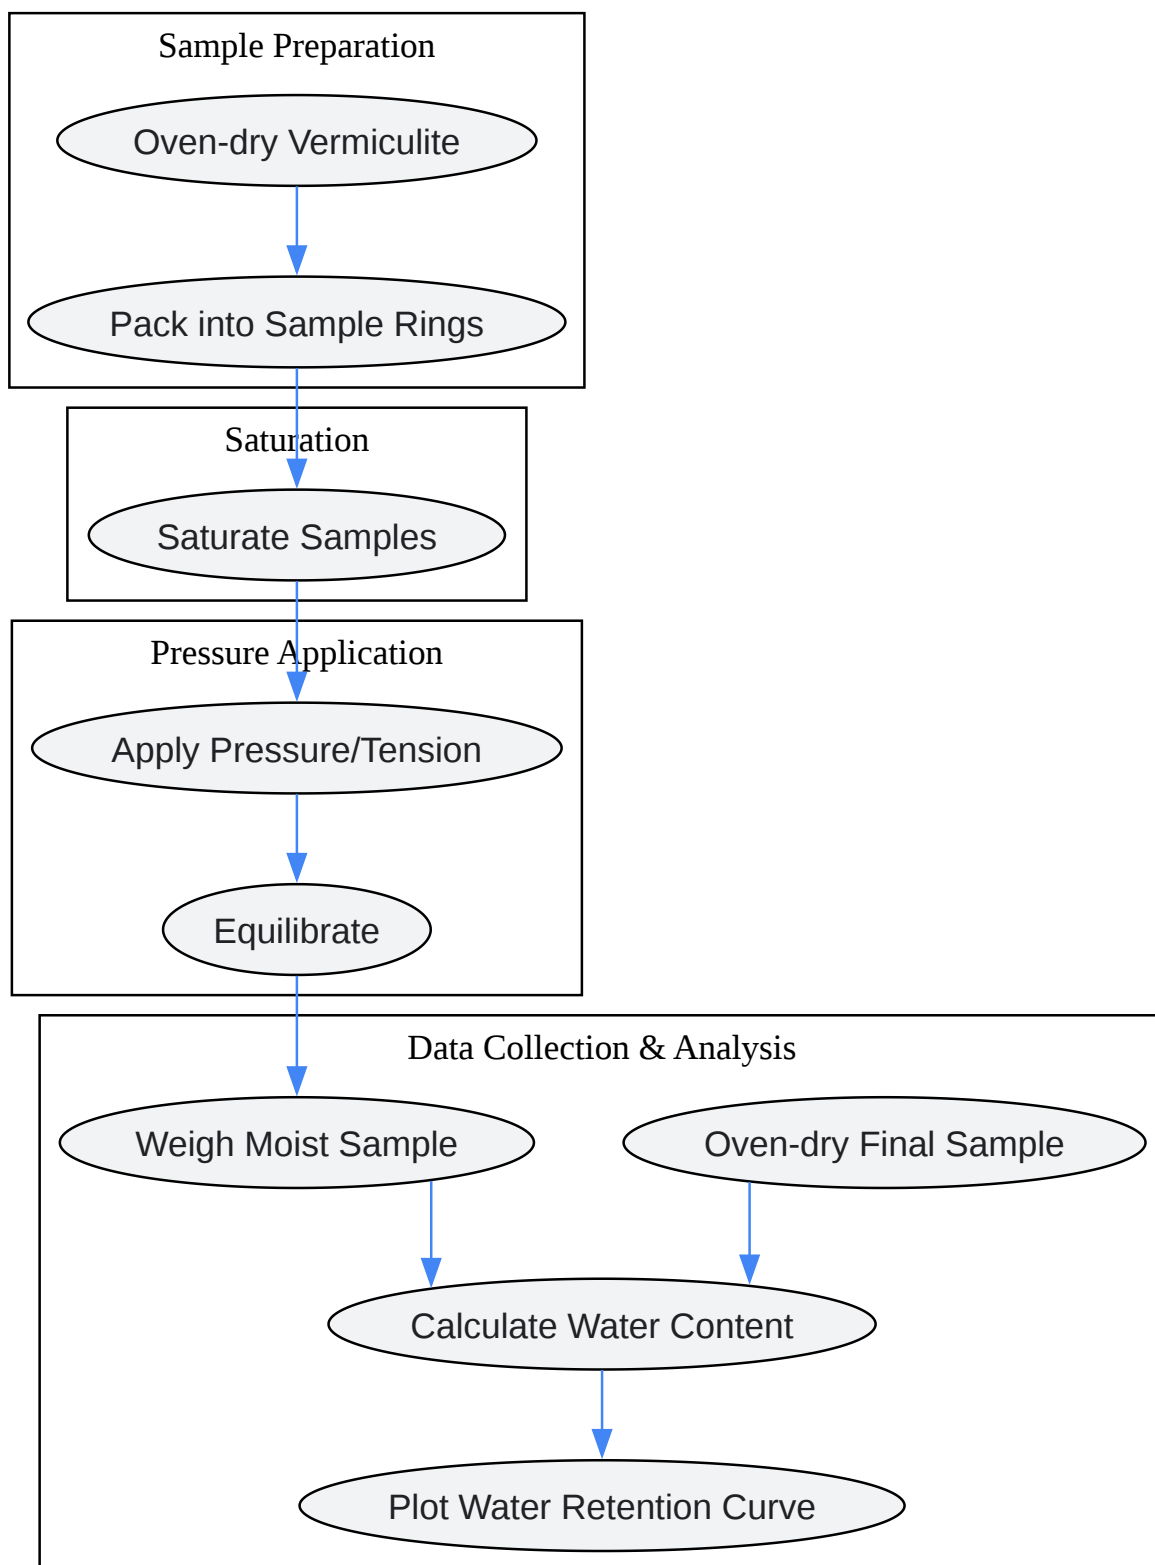 Sample Preparation
Oven-dry Vermiculite
Pack into Sample Rings
Saturation
Saturate Samples
Pressure Application
Apply Pressure/Tension
Equilibrate
Data Collection & Analysis
Weigh Moist Sample
Oven-dry Final Sample
Calculate Water Content
Plot Water Retention Curve